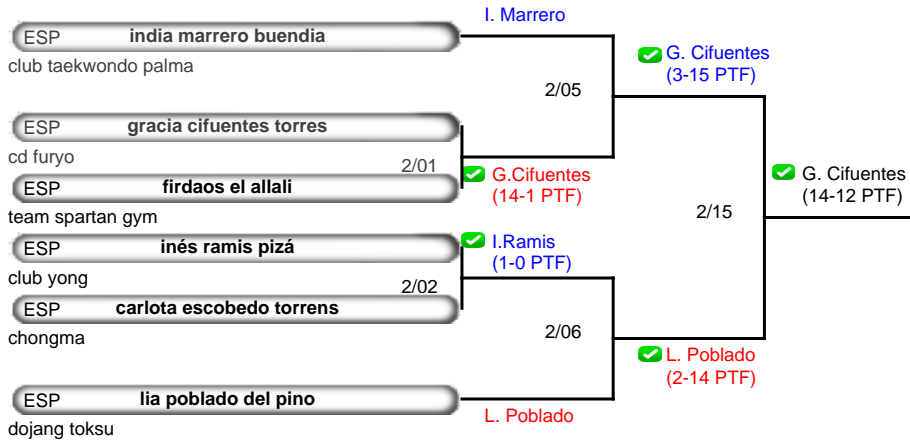 I. Marrero
ESP india marrero buendia
club taekwondo palma
2/05
G. Cifuentes
(3-15 PTF)
ESP gracia cifuentes torres
cd furyo
2/01
G.Cifuentes
(14-1 PTF)
ESP firdaos el allali
team spartan gym
G. Cifuentes
(14-12 PTF)
2/15
ESP inés ramis pizá
club yong
I.Ramis
(1-0 PTF)
2/02
ESP carlota escobedo torrens
chongma
2/06
L. Poblado
(2-14 PTF)
ESP lia poblado del pino
dojang toksu
L. Poblado